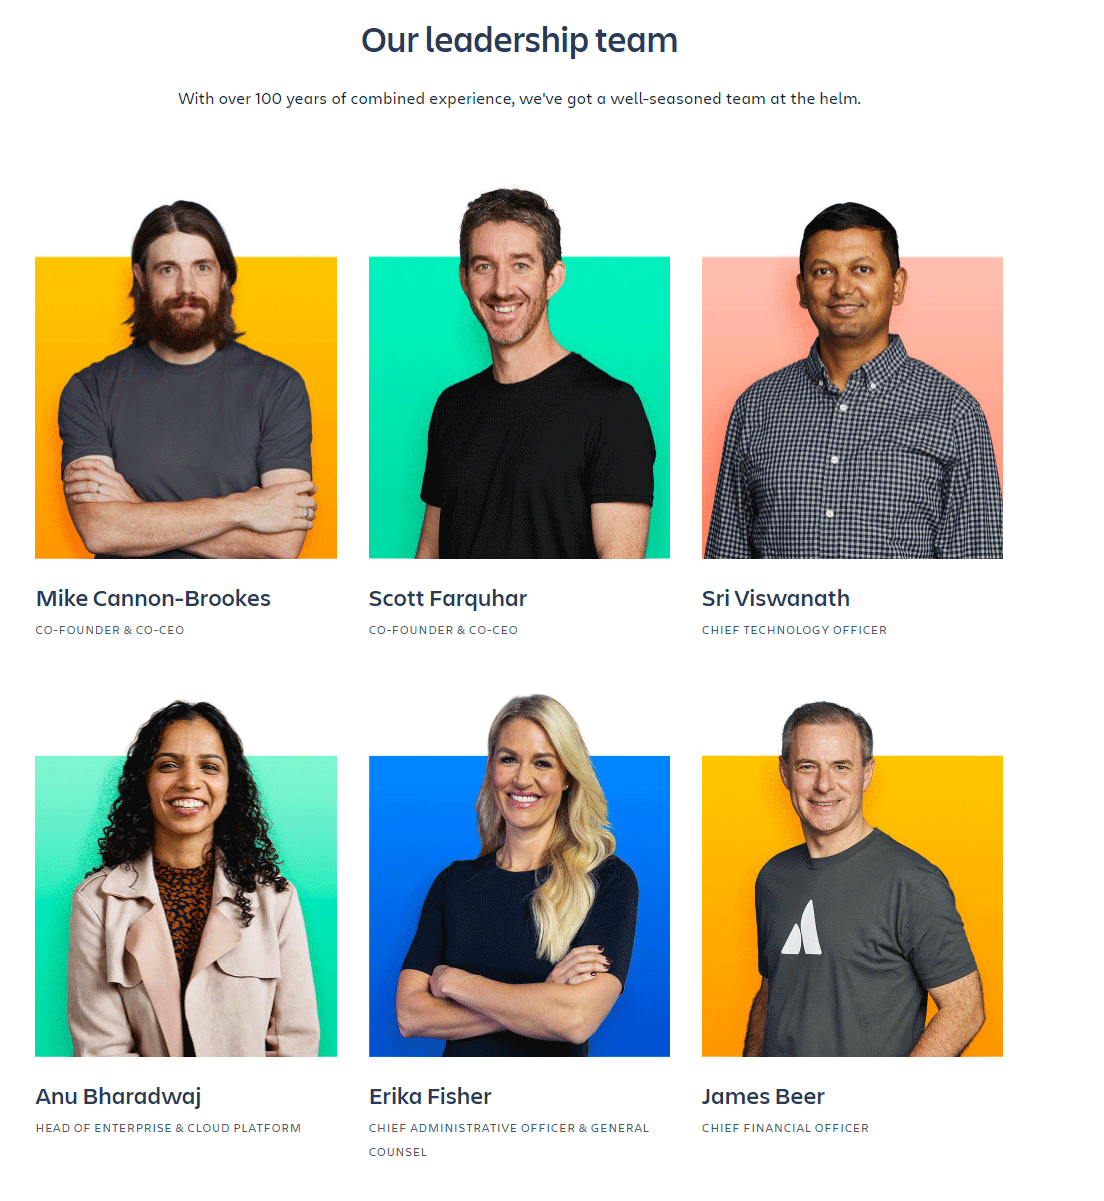 Our leadership team
With over 100 years of combined experience, we've got a well-seasoned team at the helm.
Mike Cannon-Brookes
CO-FOUNDER & CO-CEO
Scott Farquhar
CO-FOUNDER & CO-CEO
Sri Viswanath
CHIEF TECHNOLOGY OFFICER
Anu Bharadwaj
HEAD OF ENTERPRISE & CLOUD PLATFORM
Erika Fisher
CHIEF ADMINISTRATIVE OFFICER & GENERAL
COUNSEL
James Beer
CHIEF FINANCIAL OFFICER